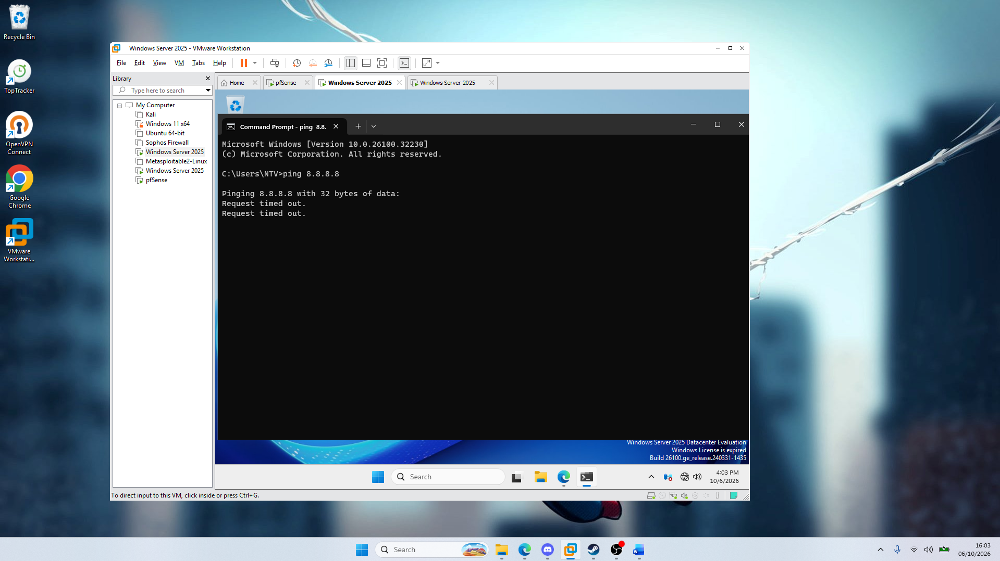 Recycle Bin
TopTracker
OpenVPN
Connect
Google
Chrome
VMware
Workstati...
Windows Server 2025 - VMware Workstation
File Edit View VM Tabs Help
Library
Type here to search
My Computer
Kali
Windows 11 x64
Ubuntu 64-bit
Sophos Firewall
Windows Server 2025
Metasploitable2-Linux
Windows Server 2025
pfSense
Home pfSense Windows Server 2025 Windows Server 2025
Command Prompt - ping 8.8.
Microsoft Windows [Version 10.0.26100.32230]
(c) Microsoft Corporation. All rights reserved.
C:\Users\NTV>ping 8.8.8.8
Pinging 8.8.8.8 with 32 bytes of data:
Request timed out.
Request timed out.
Windows Server 2025 Datacenter Evaluation
Windows License is expired
Build 26100.ge_release.240331-1435
Search
4:03 PM
10/6/2026
To direct input to this VM, click inside or press Ctrl+G.
Search
16:03
06/10/2026